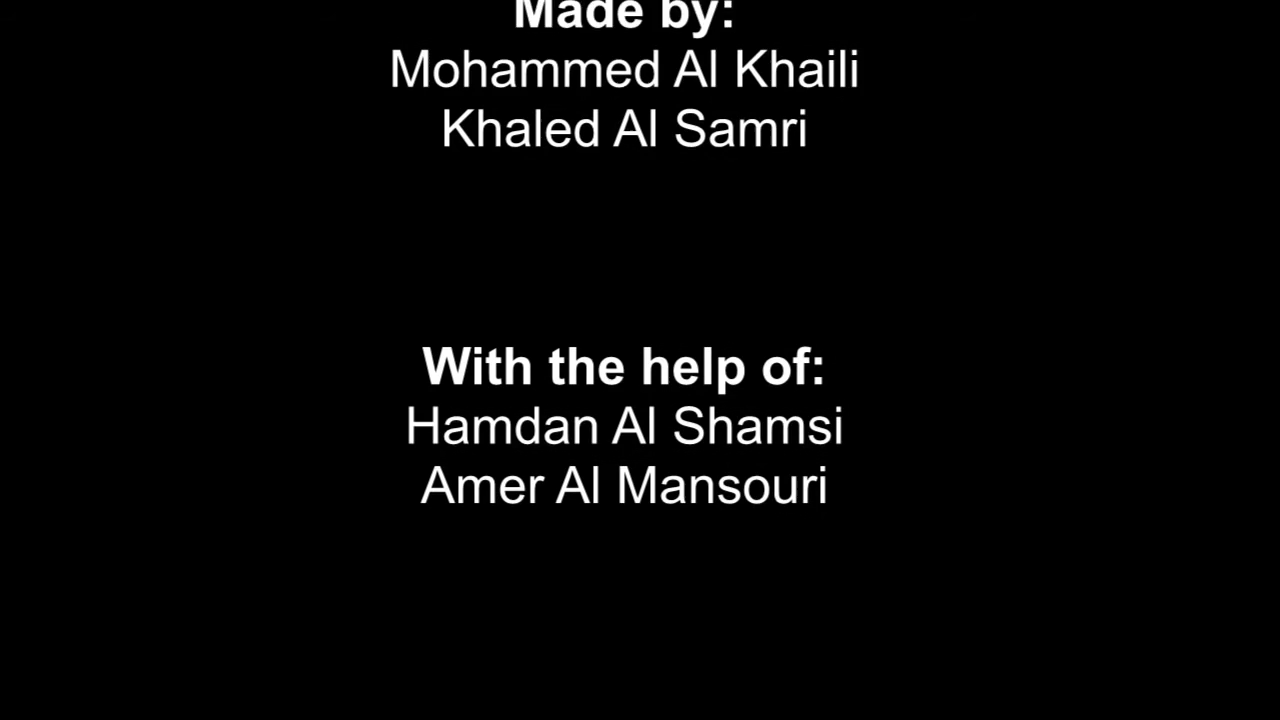 Made by:
Mohammed Al Khaili
Khaled Al Samri
With the help of:
Hamdan Al Shamsi
Amer Al Mansouri